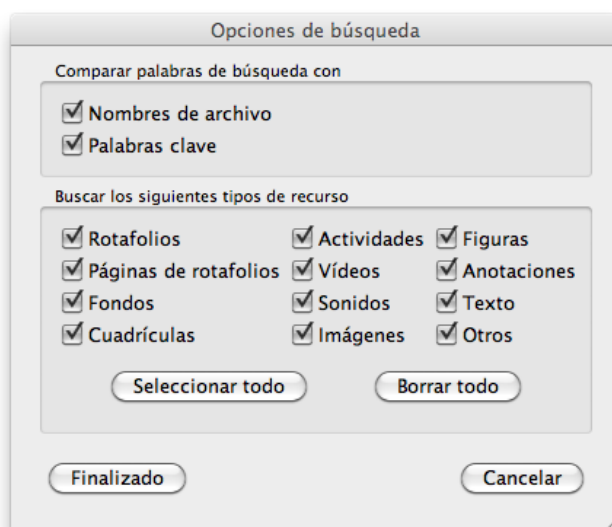 Opciones de búsqueda
Comparar palabras de búsqueda con
Nombres de archivo
Palabras clave
Buscar los siguientes tipos de recurso
Rotafolios Actividades Figuras
Páginas de rotafolios Vídeos Anotaciones
Fondos Sonidos Texto
Cuadrículas Imágenes Otros
Seleccionar todo Borrar todo
Finalizado Cancelar